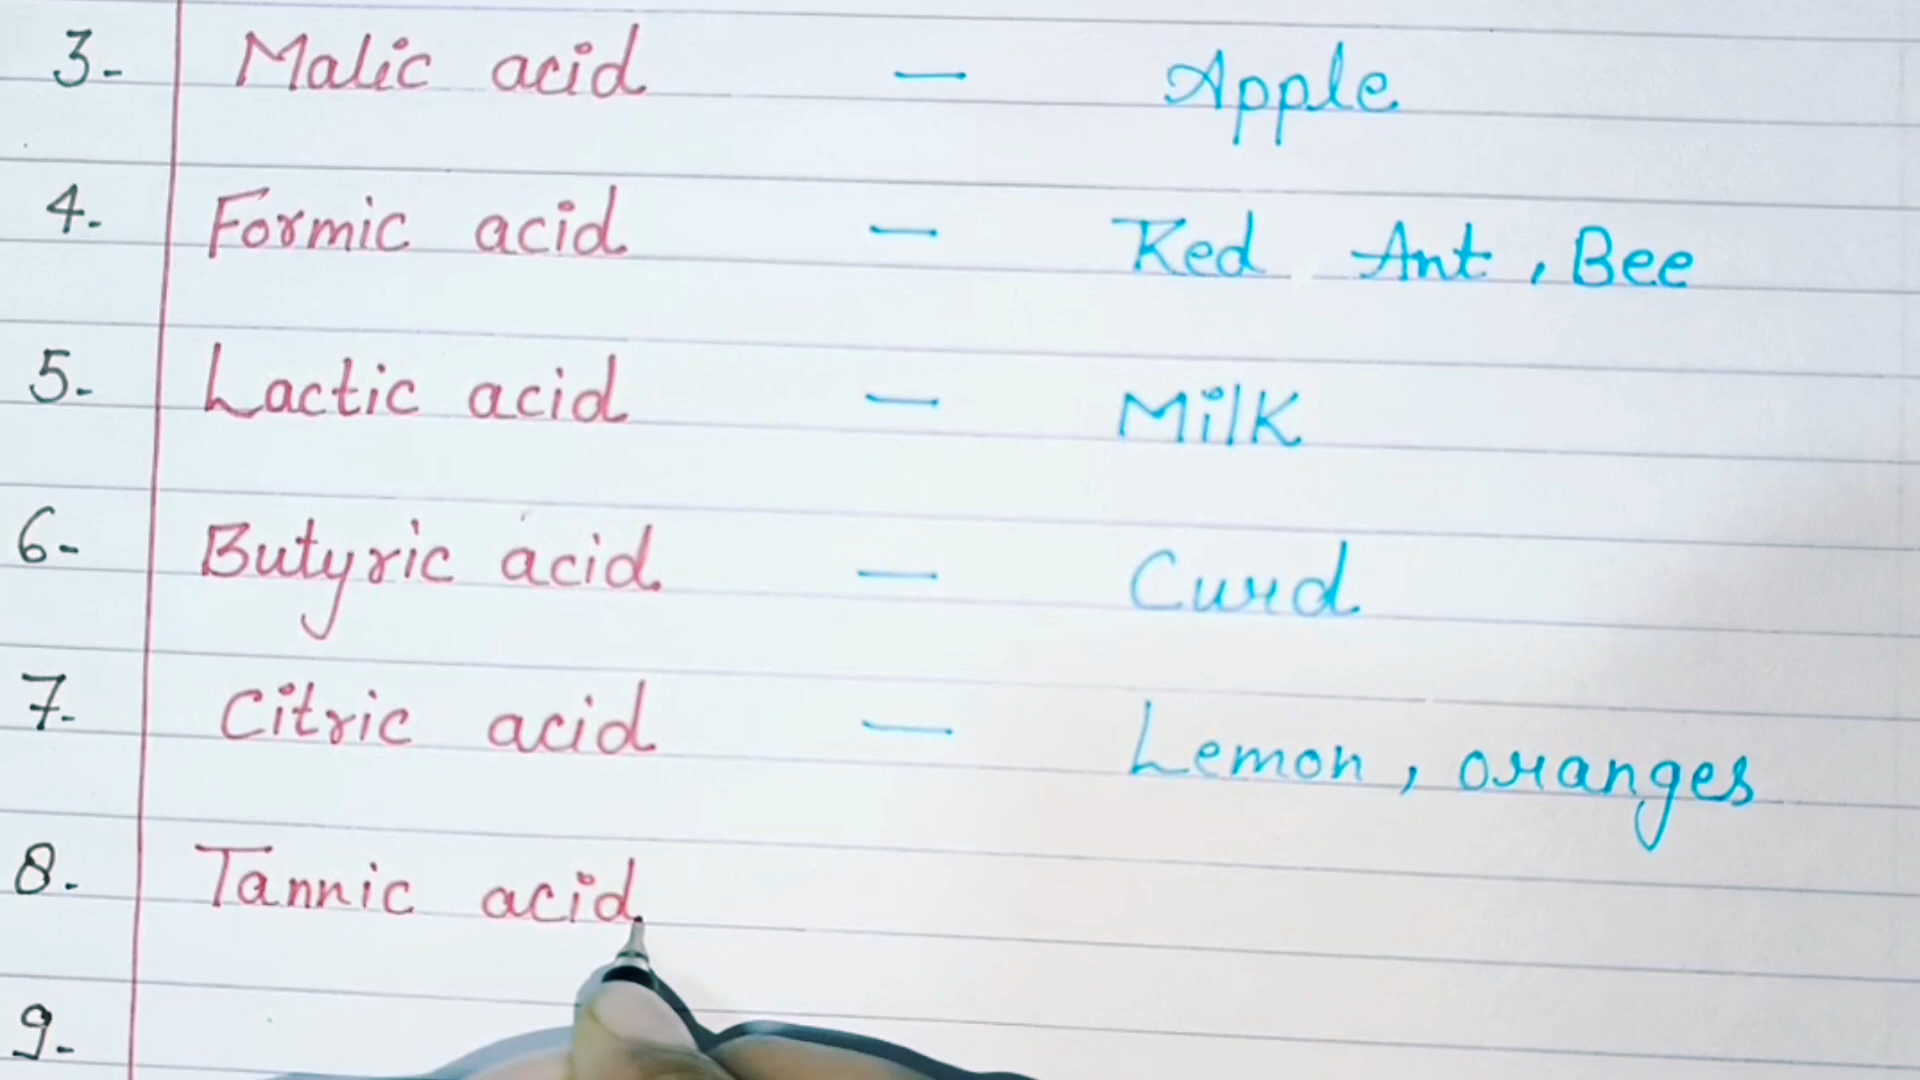 3- Malic acid — Apple
4- Formic acid — Red Ant, Bee
5- Lactic acid — Milk
6- Butyric acid — Curd
7- Citric acid — Lemon, oranges
8. Tannic acid
9-